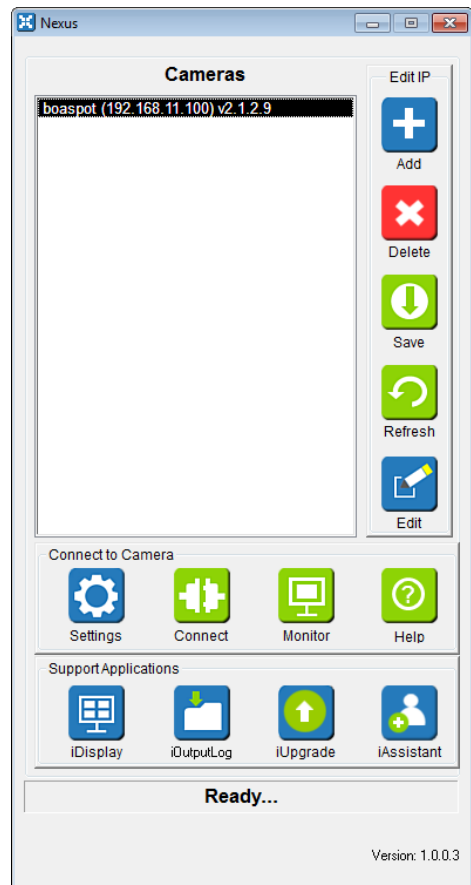 Nexus
Cameras
Edit IP
boaspot (192.168.11.100) v2.1.2.9
Add
Delete
Save
Refresh
Edit
Connect to Camera
Settings Connect Monitor Help
Support Applications
iDisplay iOutputLog iUpgrade iAssistant
Ready...
Version: 1.0.0.3